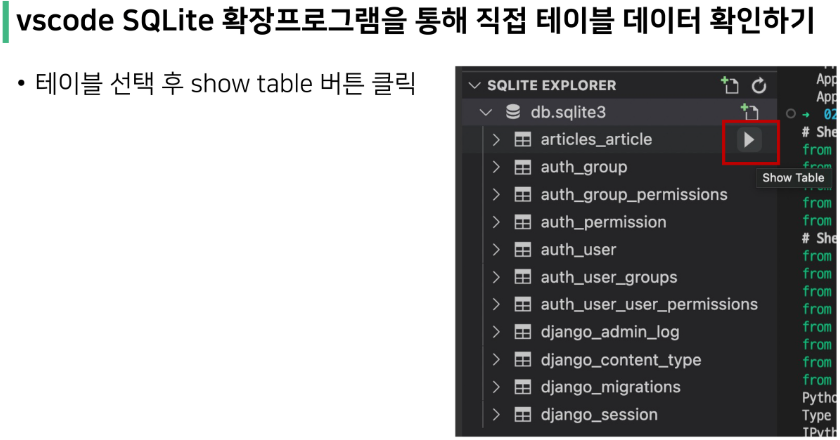 vscode SQLite 확장프로그램을 통해 직접 테이블 데이터 확인하기
• 테이블 선택 후 show table 버튼 클릭
SQLITE EXPLORER
db.sqlite3
articles_article
Show Table
auth_group
auth_group_permissions
auth_permission
auth_user
auth_user_groups
auth_user_user_permissions
django_admin_log
django_content_type
django_migrations
django_session
App
App
02
# She
from
from
from
from
# She
from
from
from
from
from
from
from
from
Pytho
Type
IPyth